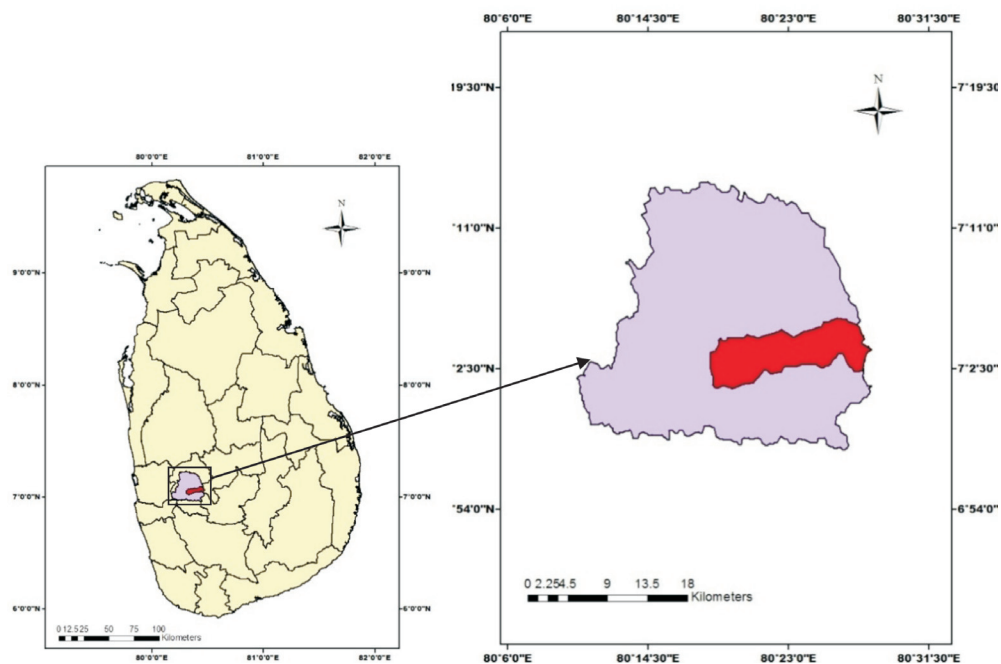 80°0'0"E 81°0'0"E 82°0'0"E
N
9°0'0"N 9°0'0"N
8°0'0"N 8°0'0"N
7°0'0"N 7°0'0"N
6°0'0"N 6°0'0"N
0 12.5 25 50 75 100
Kilometers
80°0'0"E 81°0'0"E 82°0'0"E
80°6'0"E 80°14'30"E 80°23'0"E 80°31'30"E
19'30"N 7°19'30
N
°11'0"N 7°11'0"
°2'30"N 7°2'30"
°54'0"N 6°54'0"
0 2.25 4.5 9 13.5 18
Kilometers
80°6'0"E 80°14'30"E 80°23'0"E 80°31'30"E